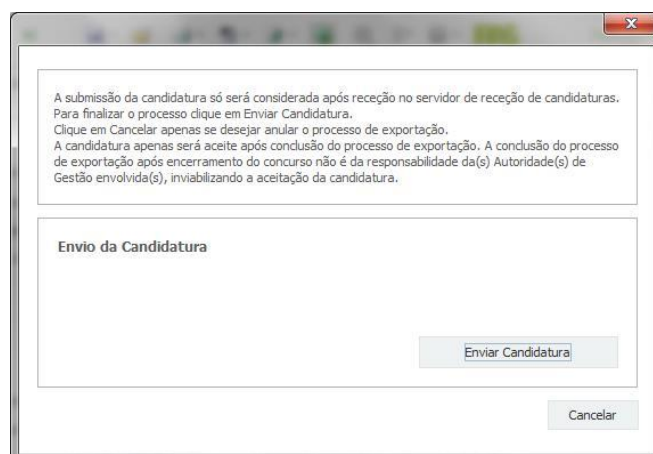 A submissão da candidatura só será considerada após receção no servidor de receção de candidaturas.
Para finalizar o processo clique em Enviar Candidatura.
Clique em Cancelar apenas se desejar anular o processo de exportação.
A candidatura apenas será aceite após conclusão do processo de exportação. A conclusão do processo
de exportação após encerramento do concurso não é da responsabilidade da(s) Autoridade(s) de
Gestão envolvida(s), inviabilizando a aceitação da candidatura.
Envio da Candidatura
Enviar Candidatura
Cancelar